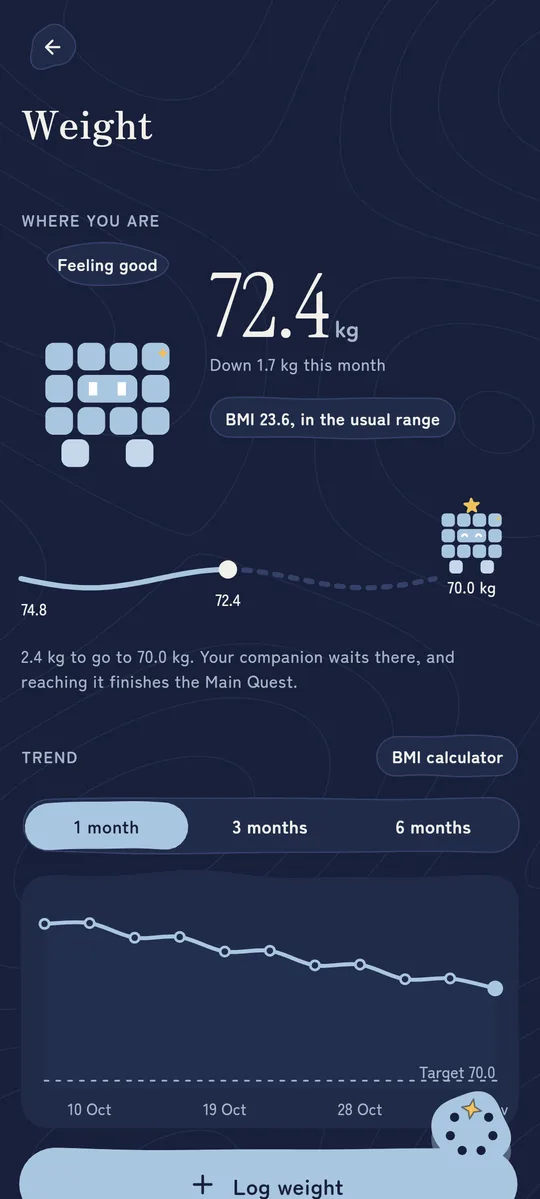 Weight
WHERE YOU ARE
Feeling good
72.4 kg
Down 1.7 kg this month
BMI 23.6, in the usual range
74.8
72.4
70.0 kg
2.4 kg to go to 70.0 kg. Your companion waits there, and
reaching it finishes the Main Quest.
TREND
BMI calculator
1 month
3 months
6 months
Target 70.0
10 Oct
19 Oct
28 Oct
+ Log weight